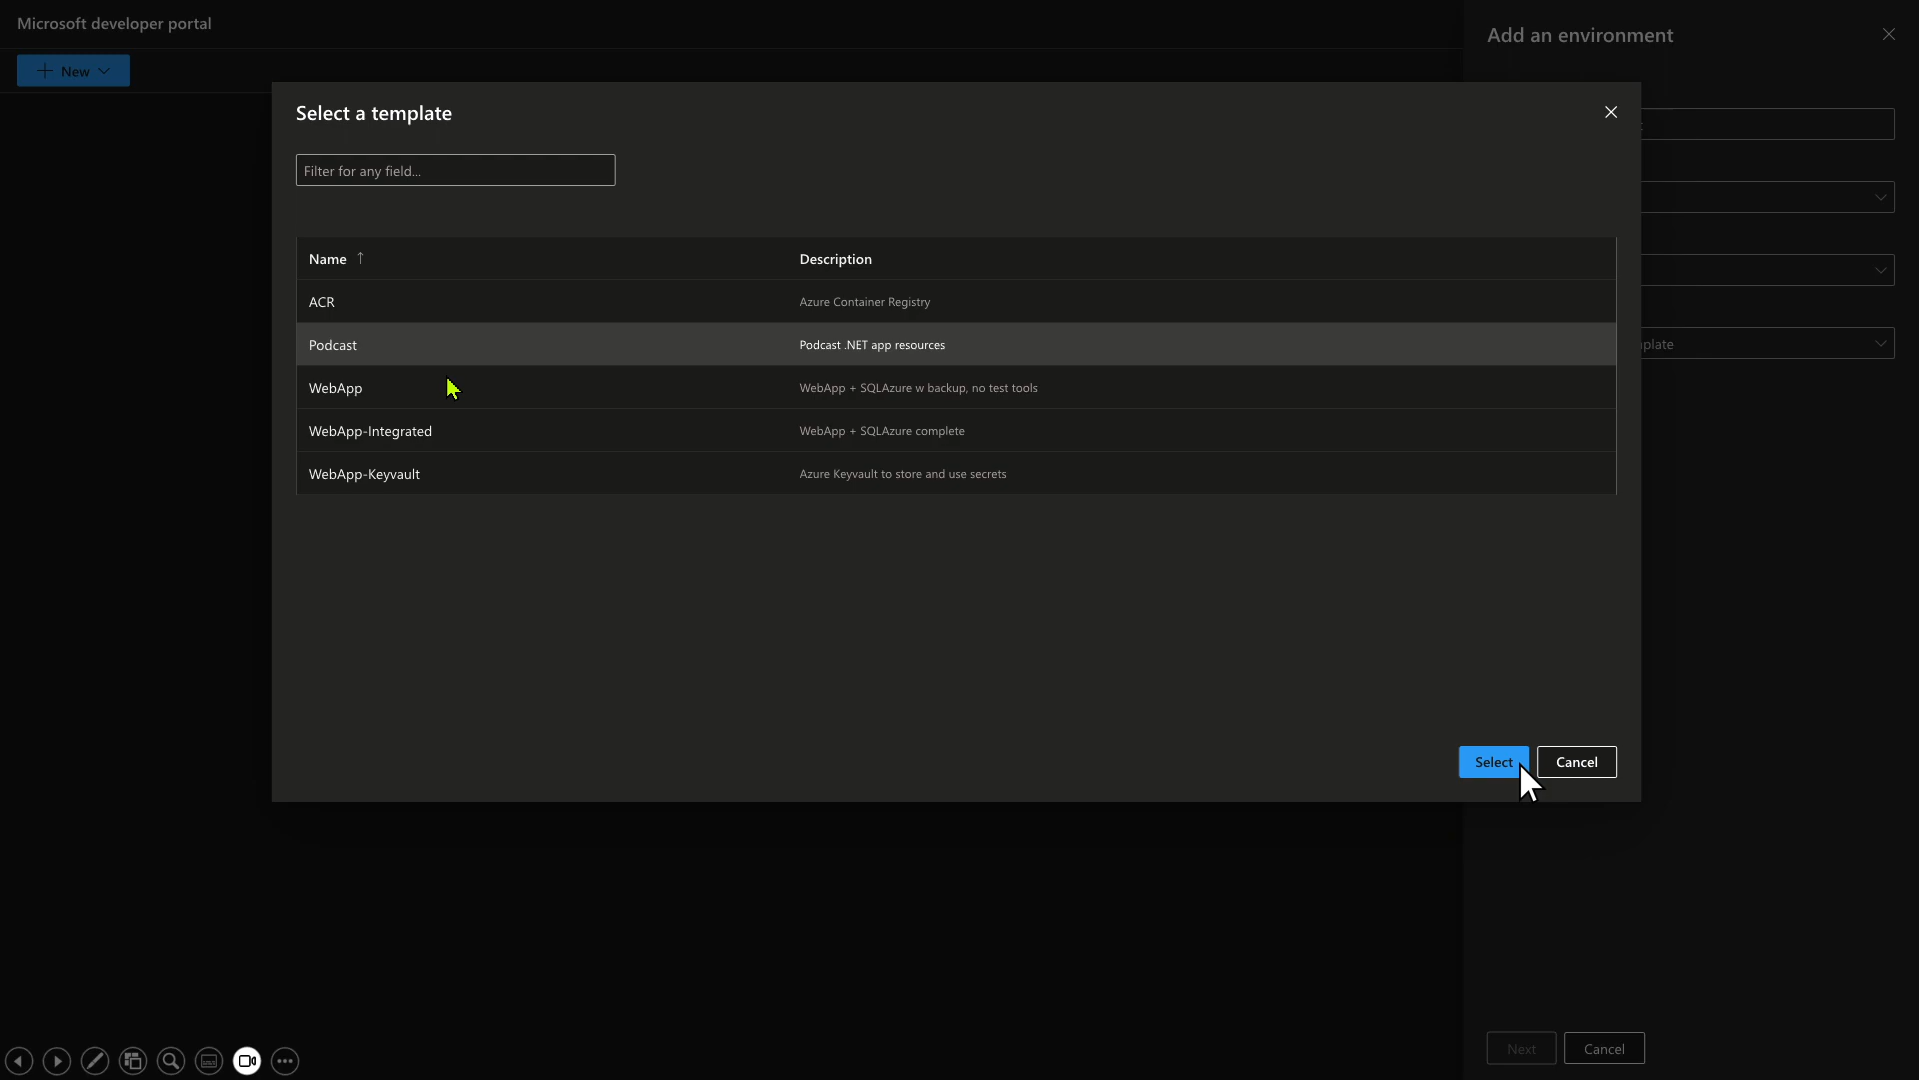 Microsoft developer portal
Add an environment
New
Select a template
Filter for any field...
Name ↑ Description
ACR Azure Container Registry
Podcast Podcast .NET app resources
WebApp WebApp + SQLAzure w backup, no test tools
WebApp-Integrated WebApp + SQLAzure complete
WebApp-Keyvault Azure Keyvault to store and use secrets
Select Cancel
Next Cancel